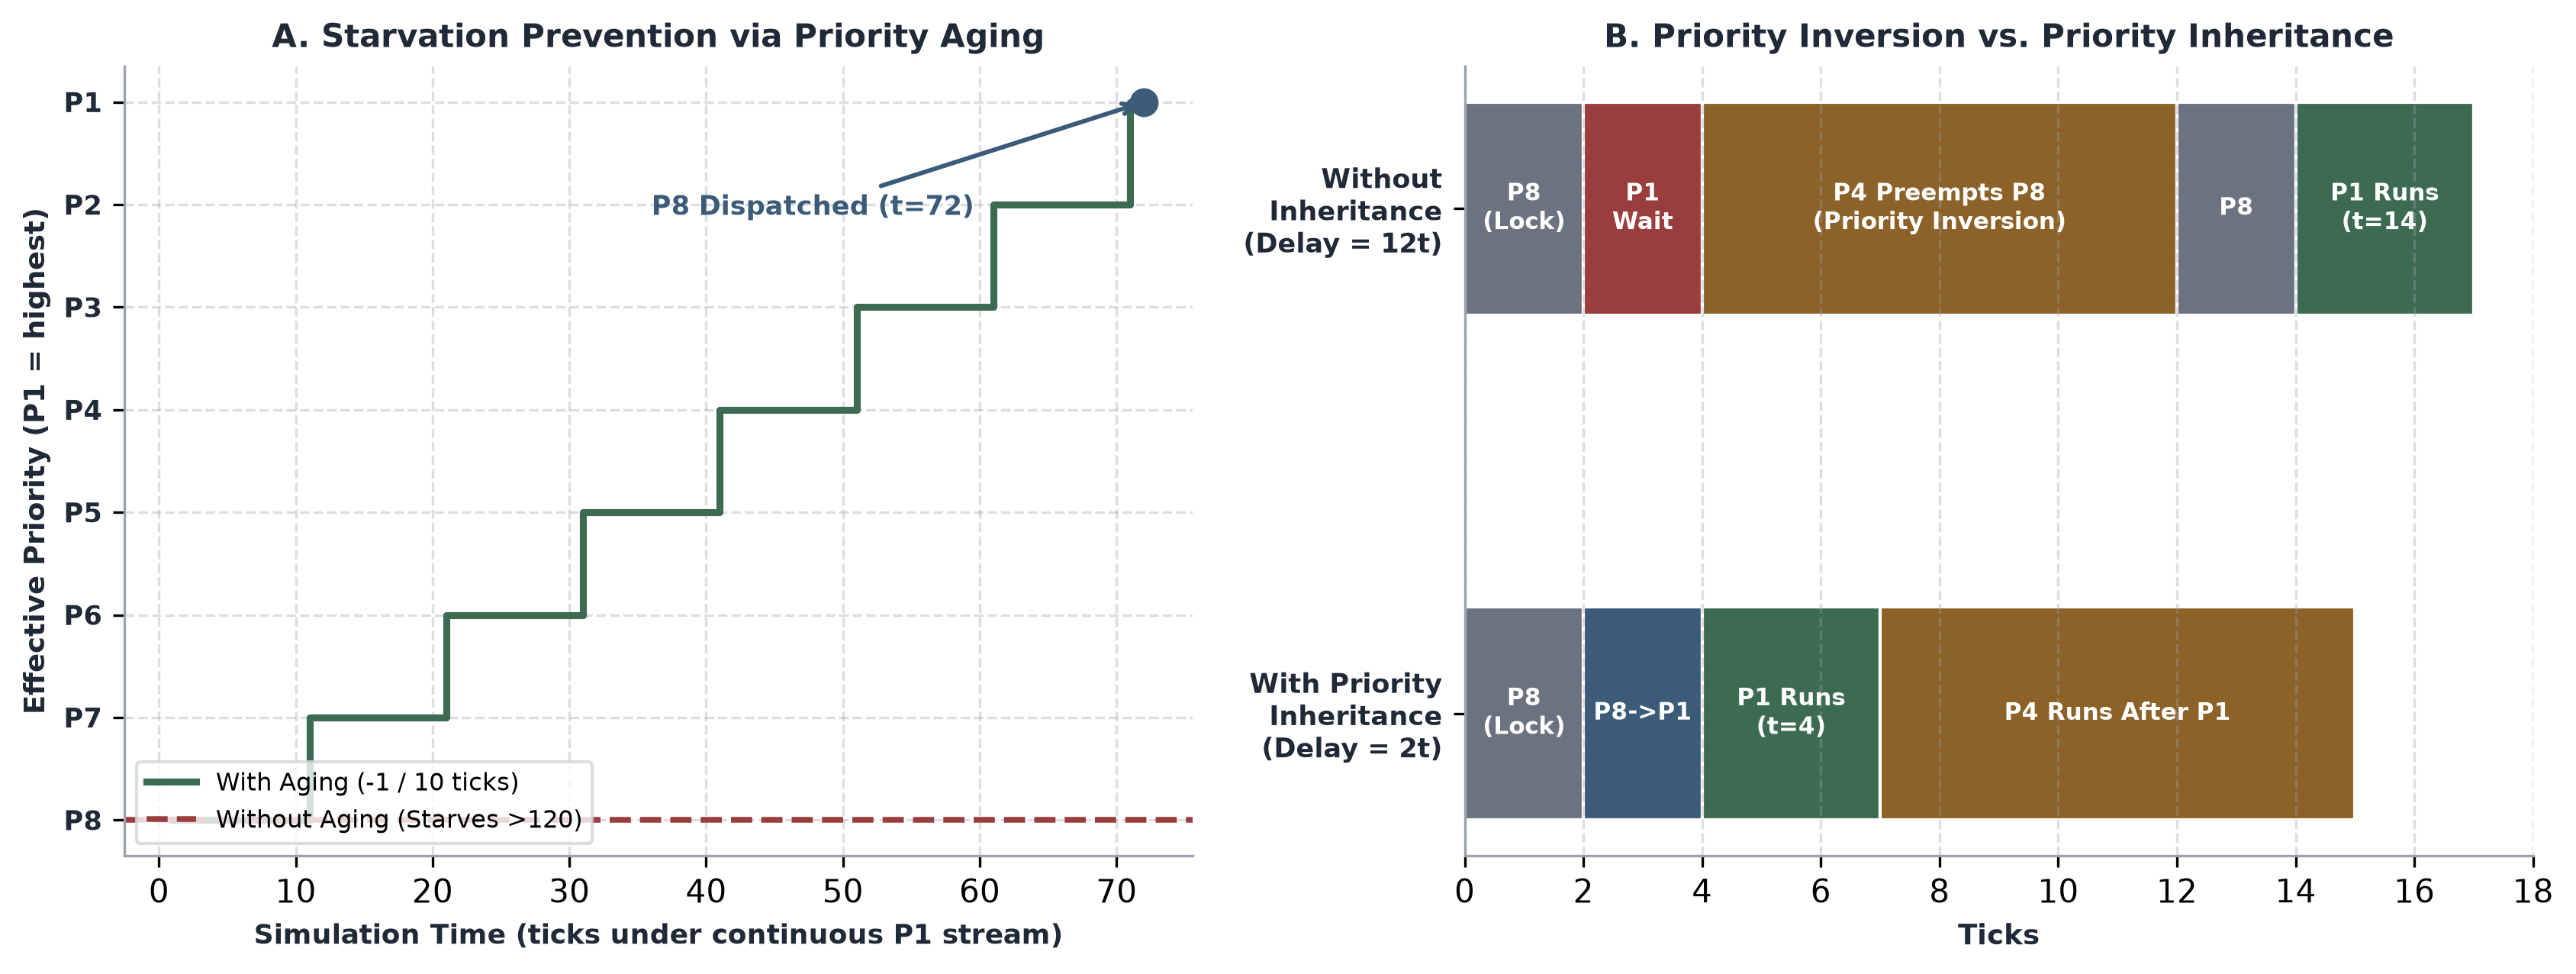 A. Starvation Prevention via Priority Aging
Effective Priority (P1 = highest)
P1
P2
P3
P4
P5
P6
P7
P8
P8 Dispatched (t=72)
With Aging (-1 / 10 ticks)
Without Aging (Starves >120)
0 10 20 30 40 50 60 70
Simulation Time (ticks under continuous P1 stream)
B. Priority Inversion vs. Priority Inheritance
Without
Inheritance
(Delay = 12t)
P8
(Lock)
P1
Wait
P4 Preempts P8
(Priority Inversion)
P8
P1 Runs
(t=14)
With Priority
Inheritance
(Delay = 2t)
P8
(Lock)
P8->P1
P1 Runs
(t=4)
P4 Runs After P1
0 2 4 6 8 10 12 14 16 18
Ticks